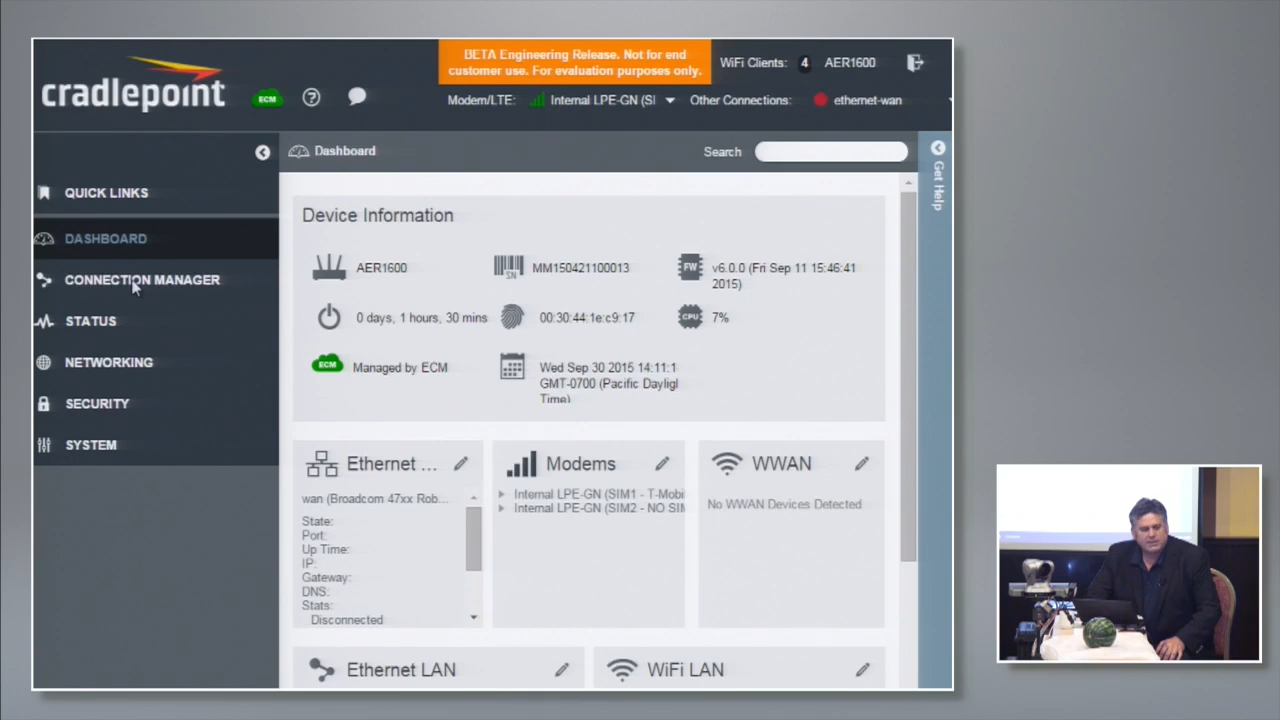 cradlepoint
ECM
?
BETA Engineering Release. Not for end
customer use. For evaluation purposes only.
WiFi Clients: 4 AER1600
Modem/LTE: Internal LPE-GN (SI Other Connections: ethernet-wan
Dashboard
Search
Get Help
QUICK LINKS
DASHBOARD
CONNECTION MANAGER
STATUS
NETWORKING
SECURITY
SYSTEM
Device Information
AER1600
SN
MM150421100013
FW
v6.0.0 (Fri Sep 11 15:46:41
2015)
0 days, 1 hours, 30 mins
00:30:44:1e:c9:17
CPU
7%
ECM
Managed by ECM
Wed Sep 30 2015 14:11:1
GMT-0700 (Pacific Dayligh
Time)
Ethernet ...
wan (Broadcom 47xx Rob...
State:
Port:
Up Time:
IP:
Gateway:
DNS:
Stats:
Disconnected
Modems
Internal LPE-GN (SIM1 - T-Mobi
Internal LPE-GN (SIM2 - NO SIM
WWAN
No WWAN Devices Detected
Ethernet LAN
WiFi LAN